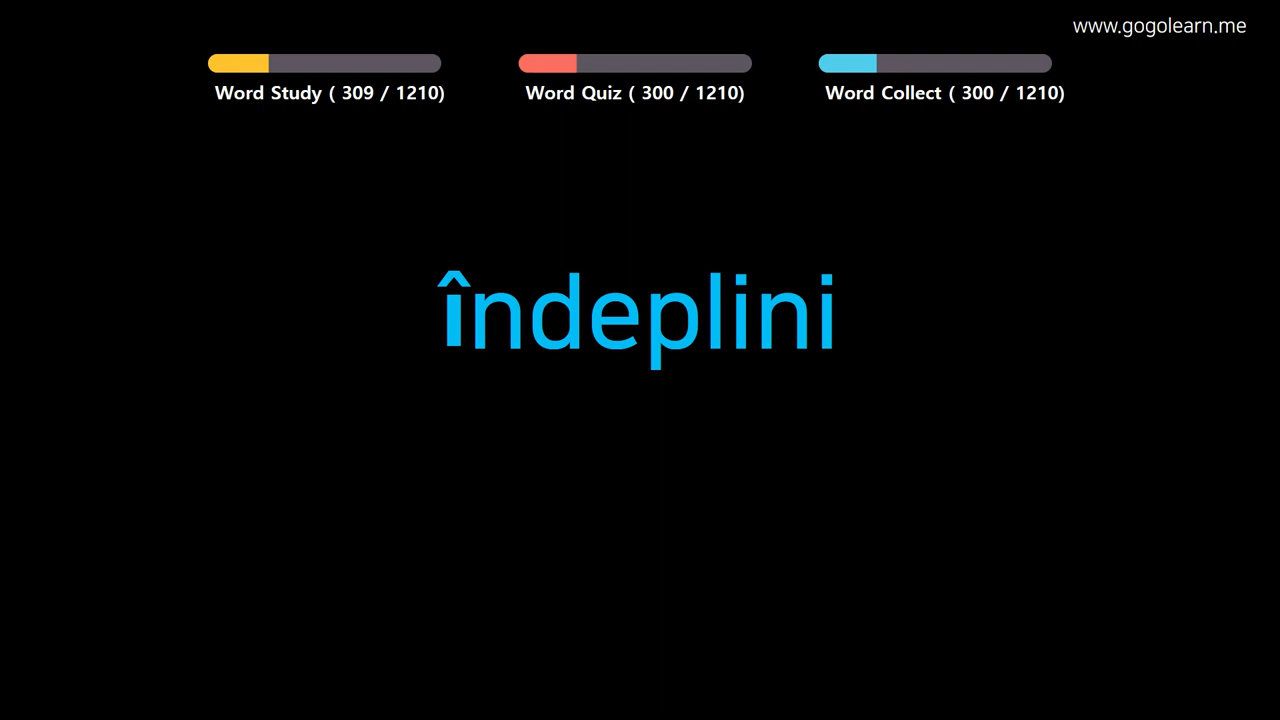 www.gogolearn.me
Word Study ( 309 / 1210)
Word Quiz ( 300 / 1210)
Word Collect ( 300 / 1210)
îndeplini